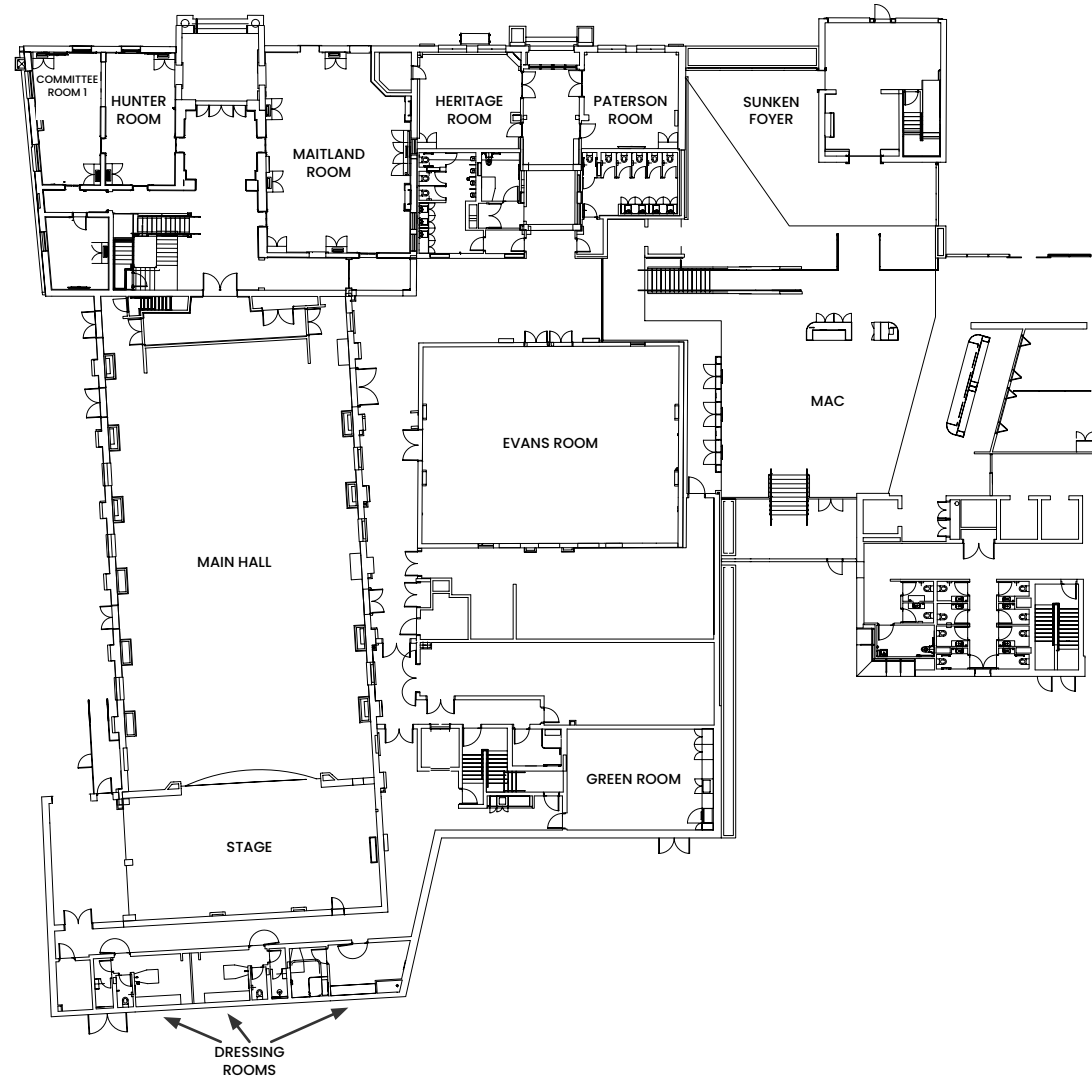 COMMITTEE
ROOM 1
HUNTER
ROOM
MAITLAND
ROOM
HERITAGE
ROOM
PATERSON
ROOM
SUNKEN
FOYER
MAC
EVANS ROOM
MAIN HALL
GREEN ROOM
STAGE
DRESSING
ROOMS